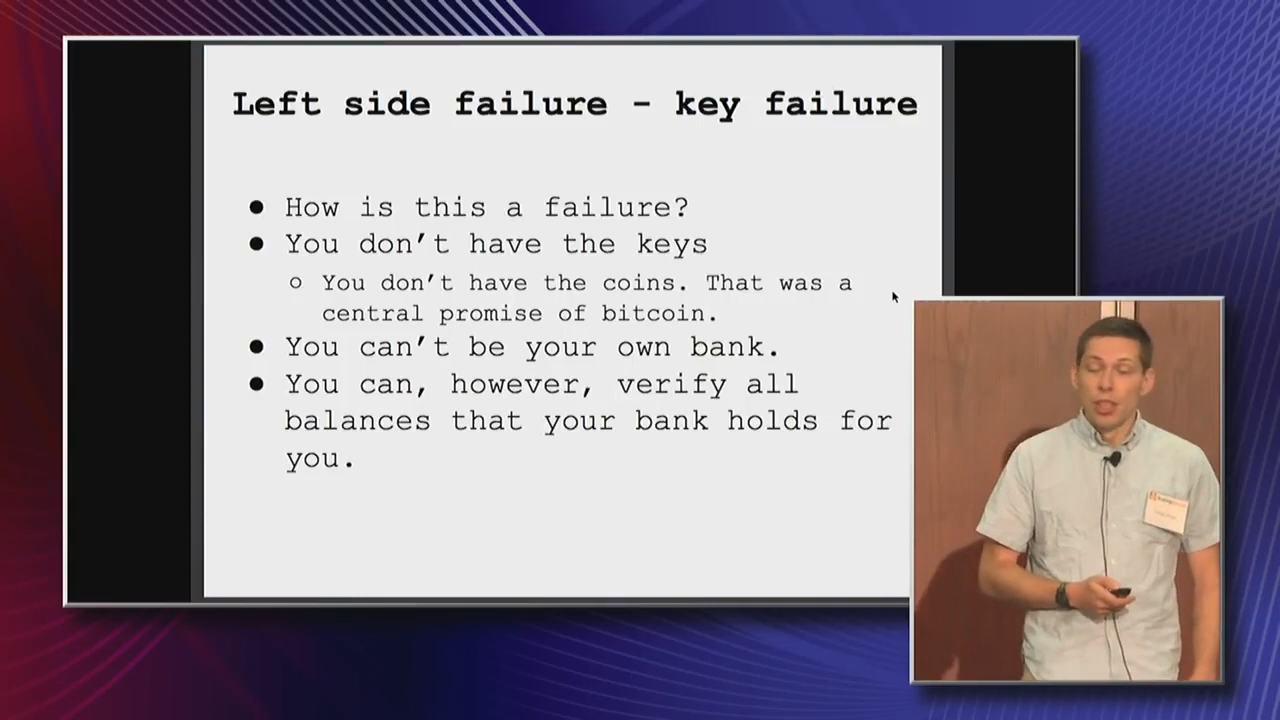 Left side failure - key failure
● How is this a failure?
● You don't have the keys
○ You don't have the coins. That was a
central promise of bitcoin.
● You can't be your own bank.
● You can, however, verify all
balances that your bank holds for
you.